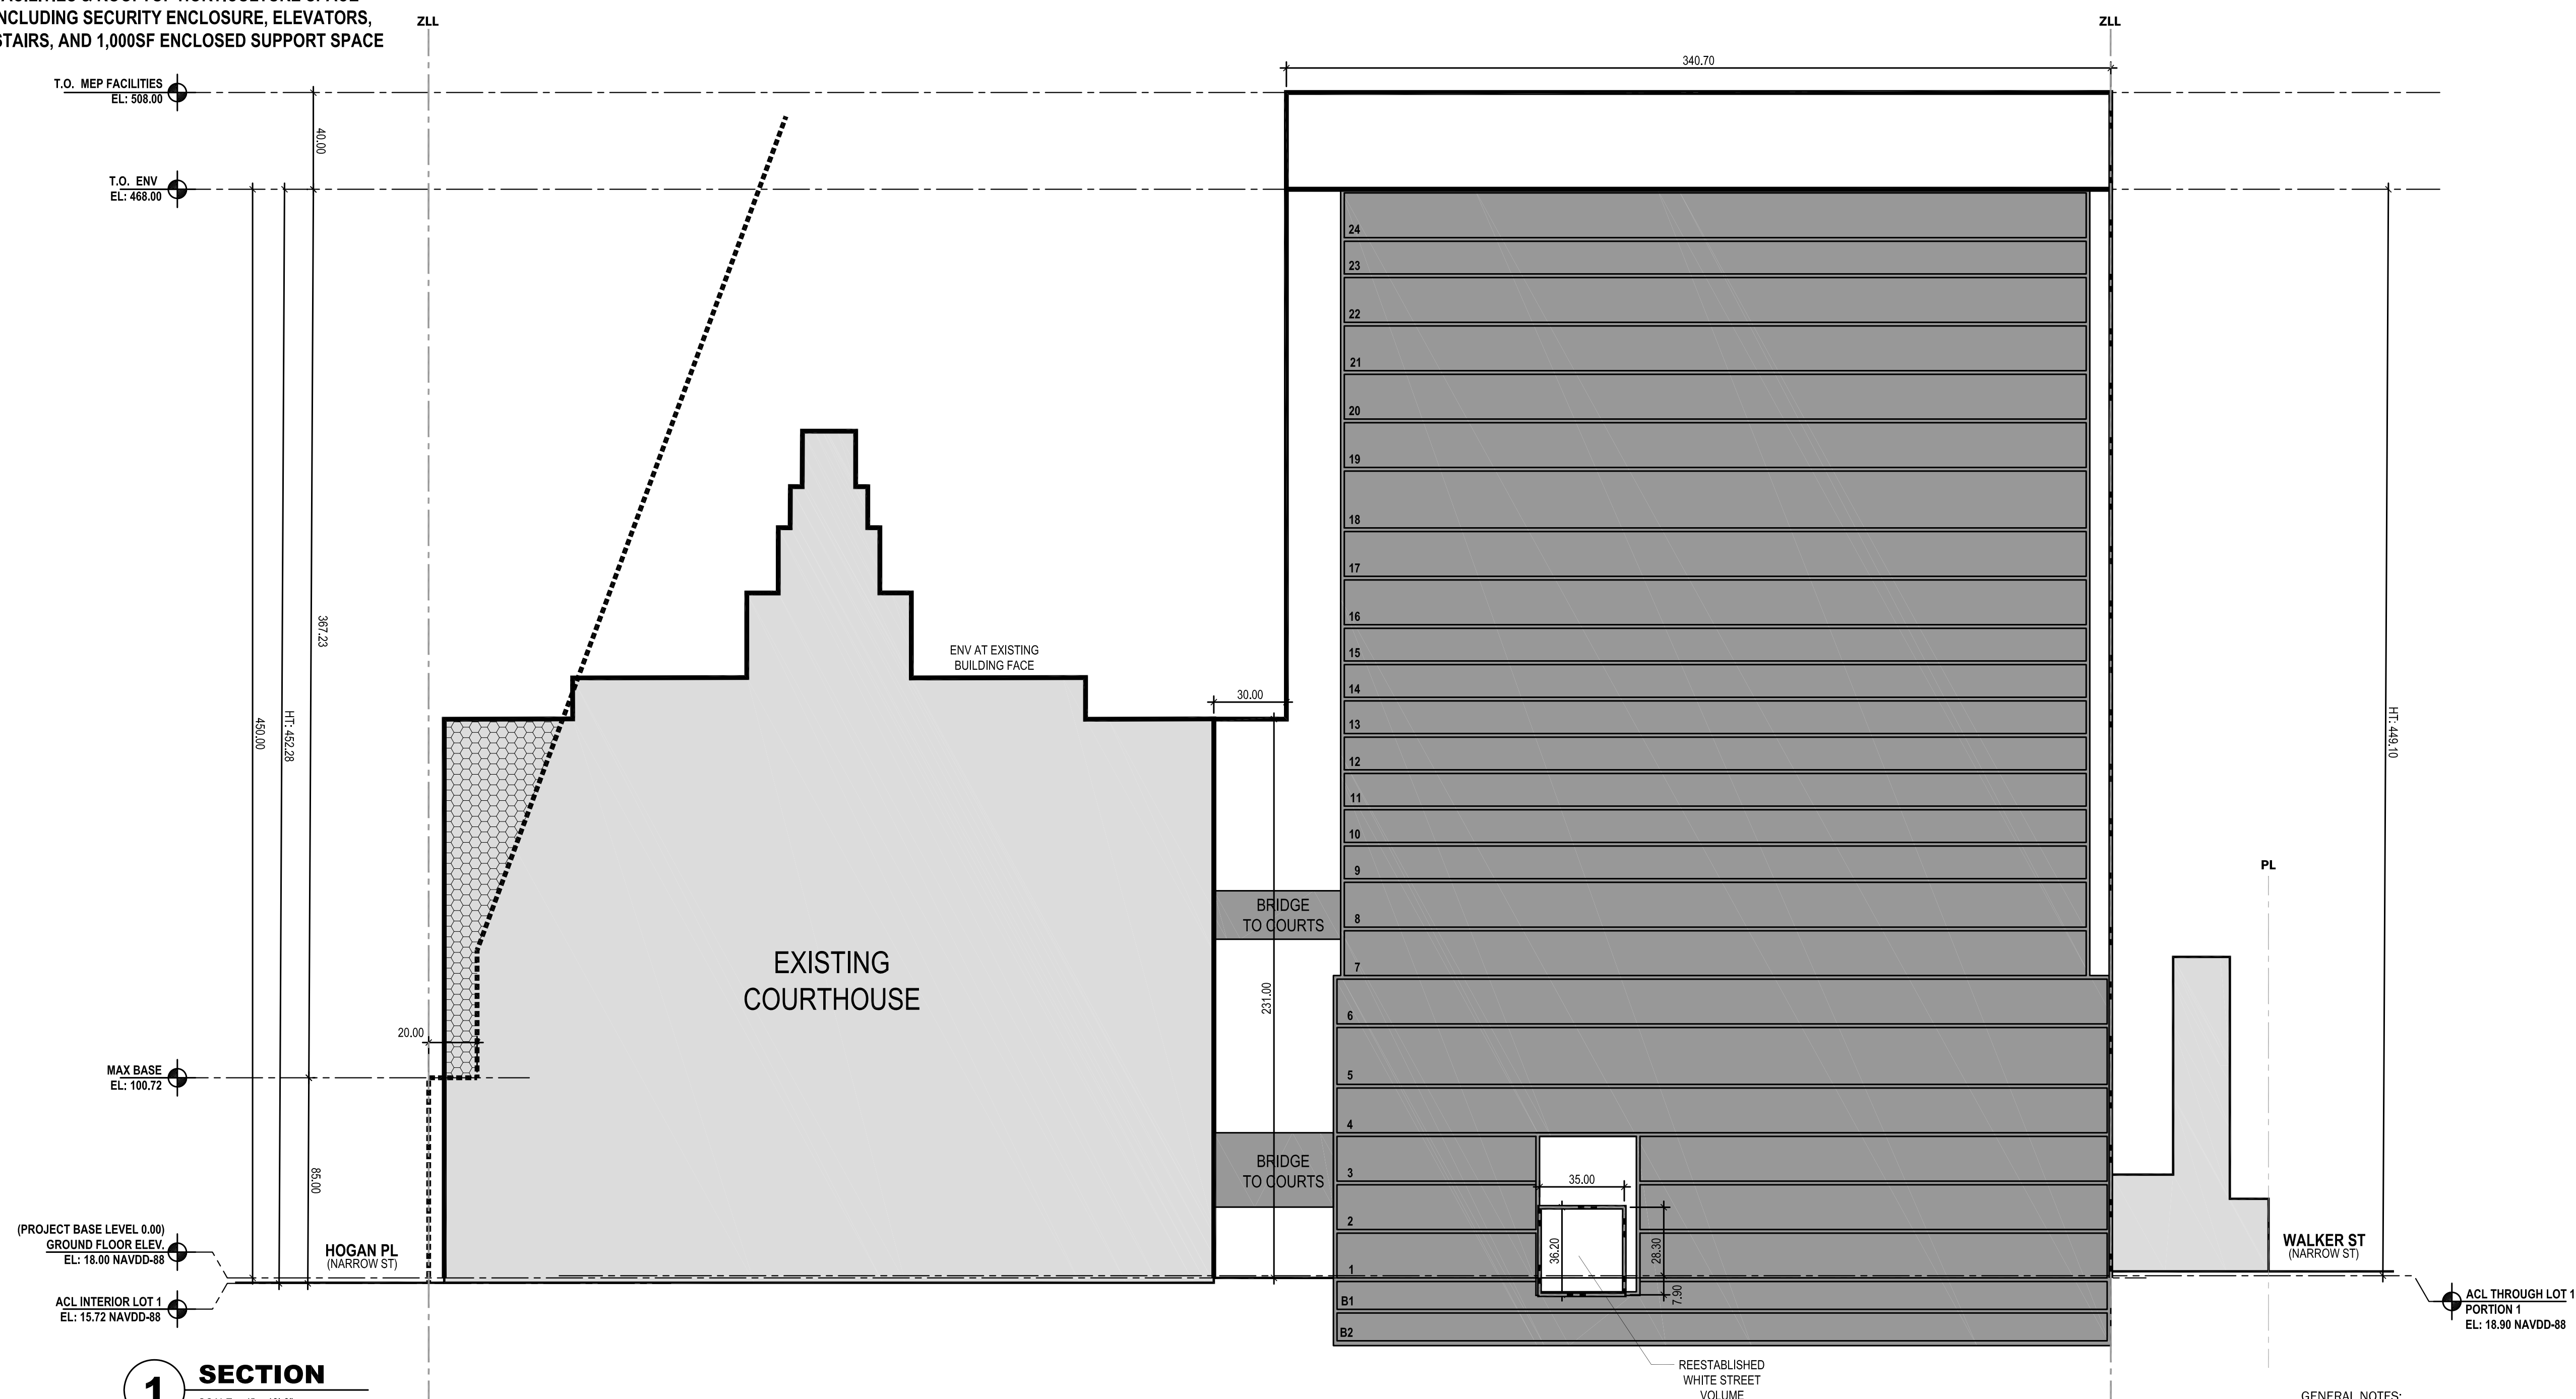 INCLUDING SECURITY ENCLOSURE, ELEVATORS,
STAIRS, AND 1,000SF ENCLOSED SUPPORT SPACE
ZLL
ZLL
340.70
T.O. MEP FACILITIES
EL: 508.00
40.00
T.O. ENV
EL: 468.00
24
23
22
21
20
19
18
17
16
15
14
13
12
11
10
9
8
7
6
5
4
3
2
1
B1
B2
367.23
HT: 452.28
450.00
HT: 449.10
ENV AT EXISTING
BUILDING FACE
30.00
BRIDGE
TO COURTS
231.00
EXISTING
COURTHOUSE
20.00
MAX BASE
EL: 100.72
85.00
BRIDGE
TO COURTS
35.00
36.20
28.30
7.90
PL
(PROJECT BASE LEVEL 0.00)
GROUND FLOOR ELEV.
EL: 18.00 NAVDD-88
HOGAN PL
(NARROW ST)
WALKER ST
(NARROW ST)
ACL INTERIOR LOT 1
EL: 15.72 NAVDD-88
ACL THROUGH LOT 1
PORTION 1
EL: 18.90 NAVDD-88
REESTABLISHED
WHITE STREET
VOLUME
1
SECTION
GENERAL NOTES: